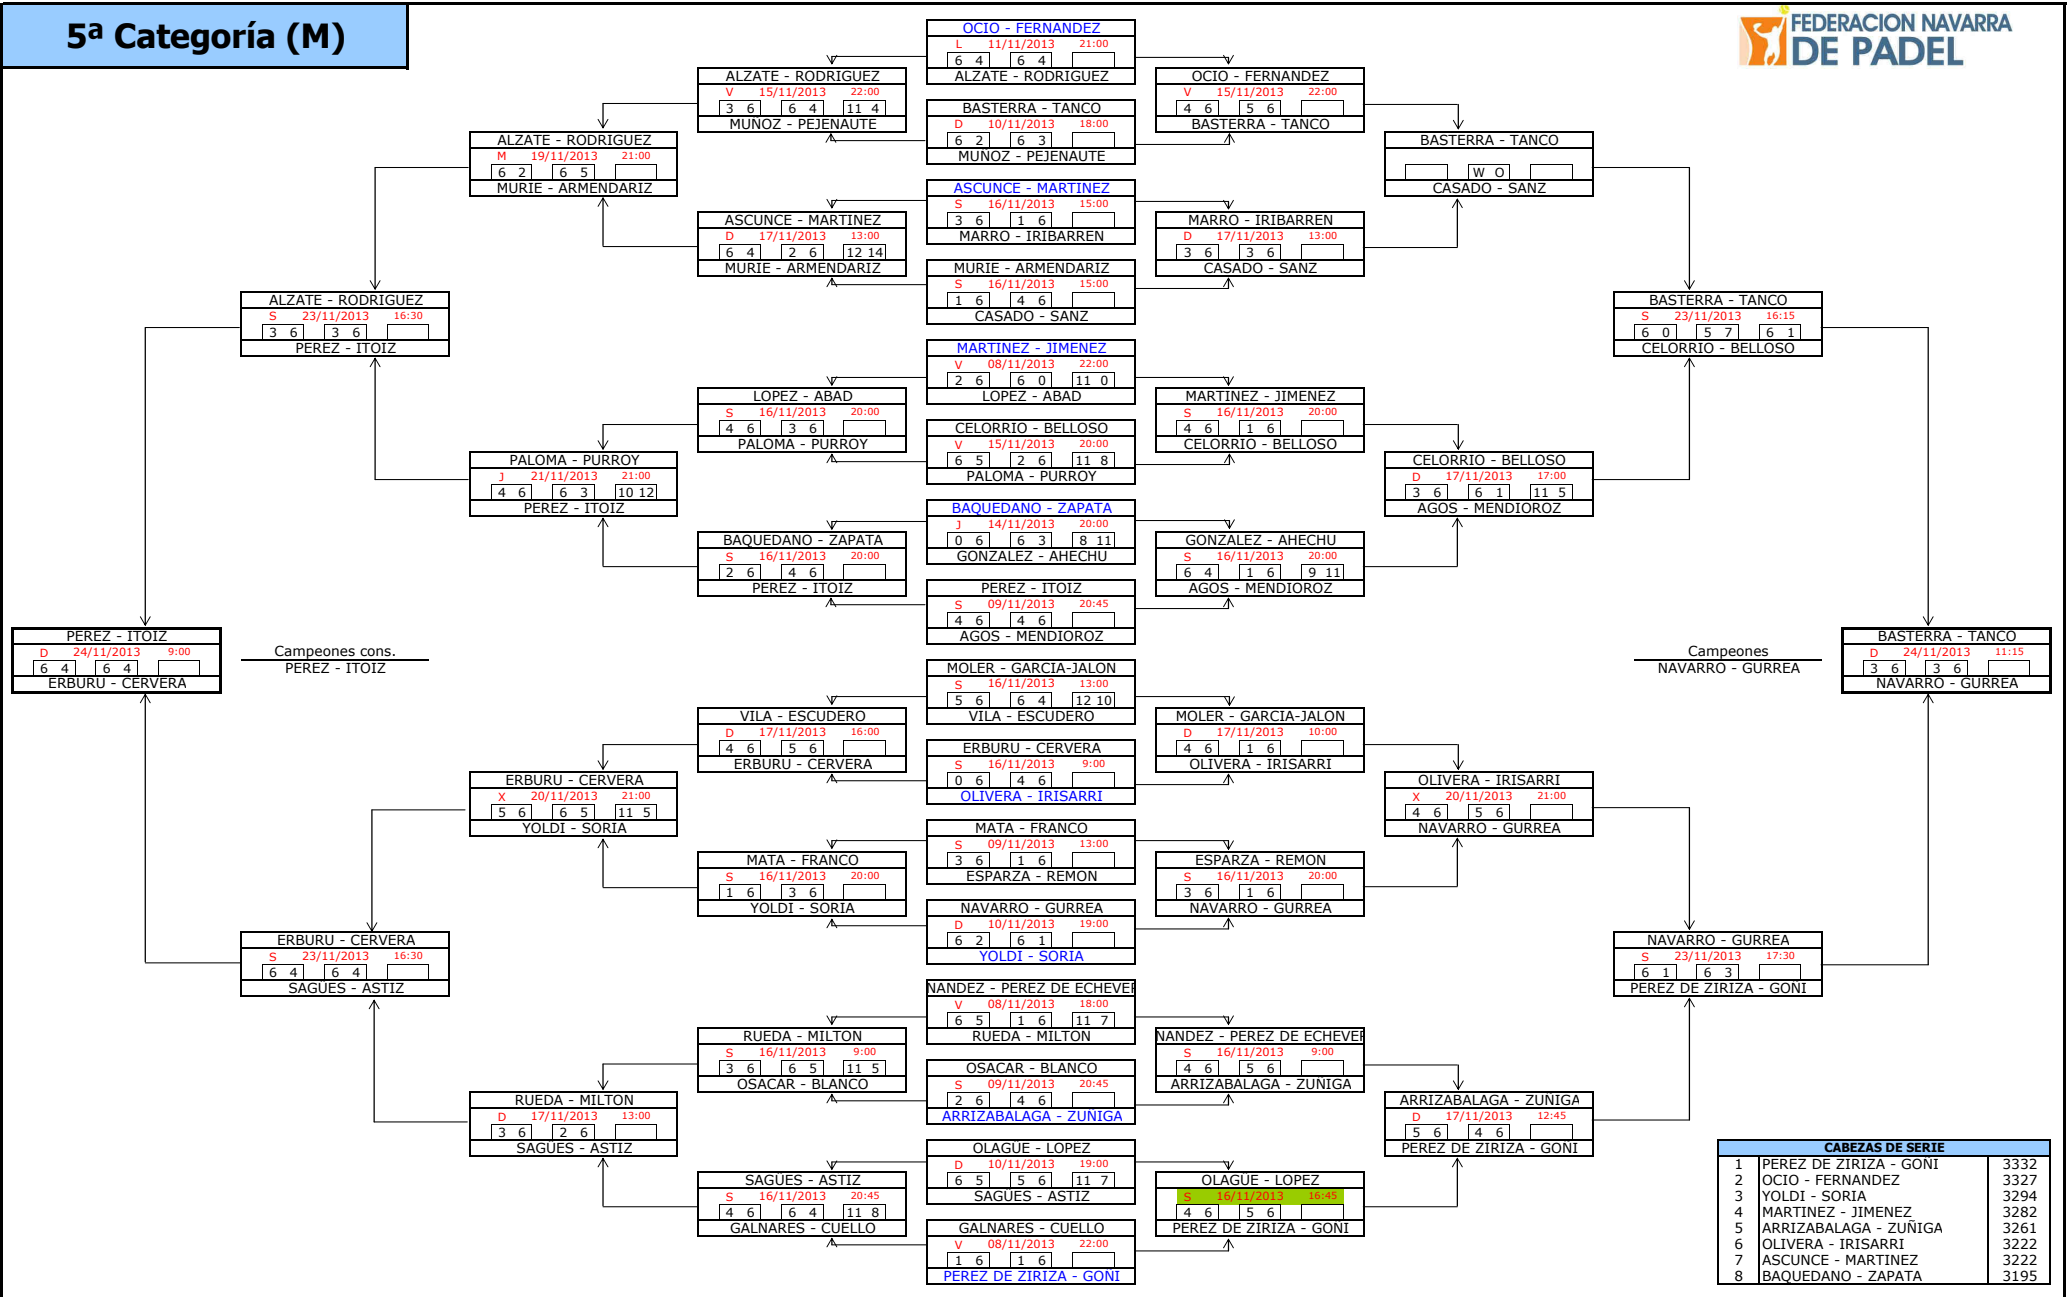 5ª Categoría (M)
FEDERACION NAVARRA
DE PADEL
OCIO - FERNANDEZ
L 11/11/2013 21:00
6 4 6 4
ALZATE - RODRIGUEZ
BASTERRA - TANCO
D 10/11/2013 18:00
6 2 6 3
MUÑOZ - PEJENAUTE
ASCUNCE - MARTINEZ
S 16/11/2013 15:00
3 6 1 6
MARRO - IRIBARREN
MURIE - ARMENDARIZ
S 16/11/2013 15:00
1 6 4 6
CASADO - SANZ
MARTINEZ - JIMENEZ
V 08/11/2013 22:00
2 6 6 0 11 0
LOPEZ - ABAD
CELORRIO - BELLOSO
V 15/11/2013 20:00
6 5 2 6 11 8
PALOMA - PURROY
BAQUEDANO - ZAPATA
J 14/11/2013 20:00
0 6 6 3 8 11
GONZALEZ - AHECHU
PEREZ - ITOIZ
S 09/11/2013 20:45
4 6 4 6
AGOS - MENDIOROZ
MOLER - GARCIA-JALON
S 16/11/2013 13:00
5 6 6 4 12 10
VILA - ESCUDERO
ERBURU - CERVERA
S 16/11/2013 9:00
0 6 4 6
OLIVERA - IRISARRI
MATA - FRANCO
S 09/11/2013 13:00
3 6 1 6
ESPARZA - REMON
NAVARRO - GURREA
D 10/11/2013 19:00
6 2 6 1
YOLDI - SORIA
NANDEZ - PEREZ DE ECHEVER
V 08/11/2013 18:00
6 5 1 6 11 7
RUEDA - MILTON
OSACAR - BLANCO
S 09/11/2013 20:45
2 6 4 6
ARRIZABALAGA - ZUÑIGA
OLAGÜE - LOPEZ
D 10/11/2013 19:00
6 5 5 6 11 7
SAGÜES - ASTIZ
GALNARES - CUELLO
V 08/11/2013 22:00
1 6 1 6
PEREZ DE ZIRIZA - GOÑI
ALZATE - RODRIGUEZ
V 15/11/2013 22:00
3 6 6 4 11 4
MUÑOZ - PEJENAUTE
ASCUNCE - MARTINEZ
D 17/11/2013 13:00
6 4 2 6 12 14
MURIE - ARMENDARIZ
LOPEZ - ABAD
S 16/11/2013 20:00
4 6 3 6
PALOMA - PURROY
BAQUEDANO - ZAPATA
S 16/11/2013 20:00
2 6 4 6
PEREZ - ITOIZ
VILA - ESCUDERO
D 17/11/2013 16:00
4 6 5 6
ERBURU - CERVERA
MATA - FRANCO
S 16/11/2013 20:00
1 6 3 6
YOLDI - SORIA
RUEDA - MILTON
S 16/11/2013 9:00
3 6 6 5 11 5
OSACAR - BLANCO
SAGÜES - ASTIZ
S 16/11/2013 20:45
4 6 6 4 11 8
GALNARES - CUELLO
ALZATE - RODRIGUEZ
M 19/11/2013 21:00
6 2 6 5
MURIE - ARMENDARIZ
PALOMA - PURROY
J 21/11/2013 21:00
4 6 6 3 10 12
PEREZ - ITOIZ
ERBURU - CERVERA
X 20/11/2013 21:00
5 6 6 5 11 5
YOLDI - SORIA
RUEDA - MILTON
D 17/11/2013 13:00
3 6 2 6
SAGÜES - ASTIZ
ALZATE - RODRIGUEZ
S 23/11/2013 16:30
3 6 3 6
PEREZ - ITOIZ
ERBURU - CERVERA
S 23/11/2013 16:30
6 4 6 4
SAGÜES - ASTIZ
PEREZ - ITOIZ
D 24/11/2013 9:00
6 4 6 4
ERBURU - CERVERA
Campeones cons.
PEREZ - ITOIZ
OCIO - FERNANDEZ
V 15/11/2013 22:00
4 6 5 6
BASTERRA - TANCO
MARRO - IRIBARREN
D 17/11/2013 13:00
3 6 3 6
CASADO - SANZ
MARTINEZ - JIMENEZ
S 16/11/2013 20:00
4 6 1 6
CELORRIO - BELLOSO
GONZALEZ - AHECHU
S 16/11/2013 20:00
6 4 1 6 9 11
AGOS - MENDIOROZ
MOLER - GARCIA-JALON
D 17/11/2013 10:00
4 6 1 6
OLIVERA - IRISARRI
ESPARZA - REMON
S 16/11/2013 20:00
3 6 1 6
NAVARRO - GURREA
NANDEZ - PEREZ DE ECHEVER
S 16/11/2013 9:00
4 6 5 6
ARRIZABALAGA - ZUÑIGA
OLAGÜE - LOPEZ
S 16/11/2013 16:45
4 6 5 6
PEREZ DE ZIRIZA - GOÑI
BASTERRA - TANCO
W O
CASADO - SANZ
CELORRIO - BELLOSO
D 17/11/2013 17:00
3 6 6 1 11 5
AGOS - MENDIOROZ
OLIVERA - IRISARRI
X 20/11/2013 21:00
4 6 5 6
NAVARRO - GURREA
ARRIZABALAGA - ZUÑIGA
D 17/11/2013 12:45
5 6 4 6
PEREZ DE ZIRIZA - GOÑI
BASTERRA - TANCO
S 23/11/2013 16:15
6 0 5 7 6 1
CELORRIO - BELLOSO
NAVARRO - GURREA
S 23/11/2013 17:30
6 1 6 3
PEREZ DE ZIRIZA - GOÑI
Campeones
NAVARRO - GURREA
BASTERRA - TANCO
D 24/11/2013 11:15
3 6 3 6
NAVARRO - GURREA
CABEZAS DE SERIE
1 PEREZ DE ZIRIZA - GOÑI 3332
2 OCIO - FERNANDEZ 3327
3 YOLDI - SORIA 3294
4 MARTINEZ - JIMENEZ 3282
5 ARRIZABALAGA - ZUÑIGA 3261
6 OLIVERA - IRISARRI 3222
7 ASCUNCE - MARTINEZ 3222
8 BAQUEDANO - ZAPATA 3195